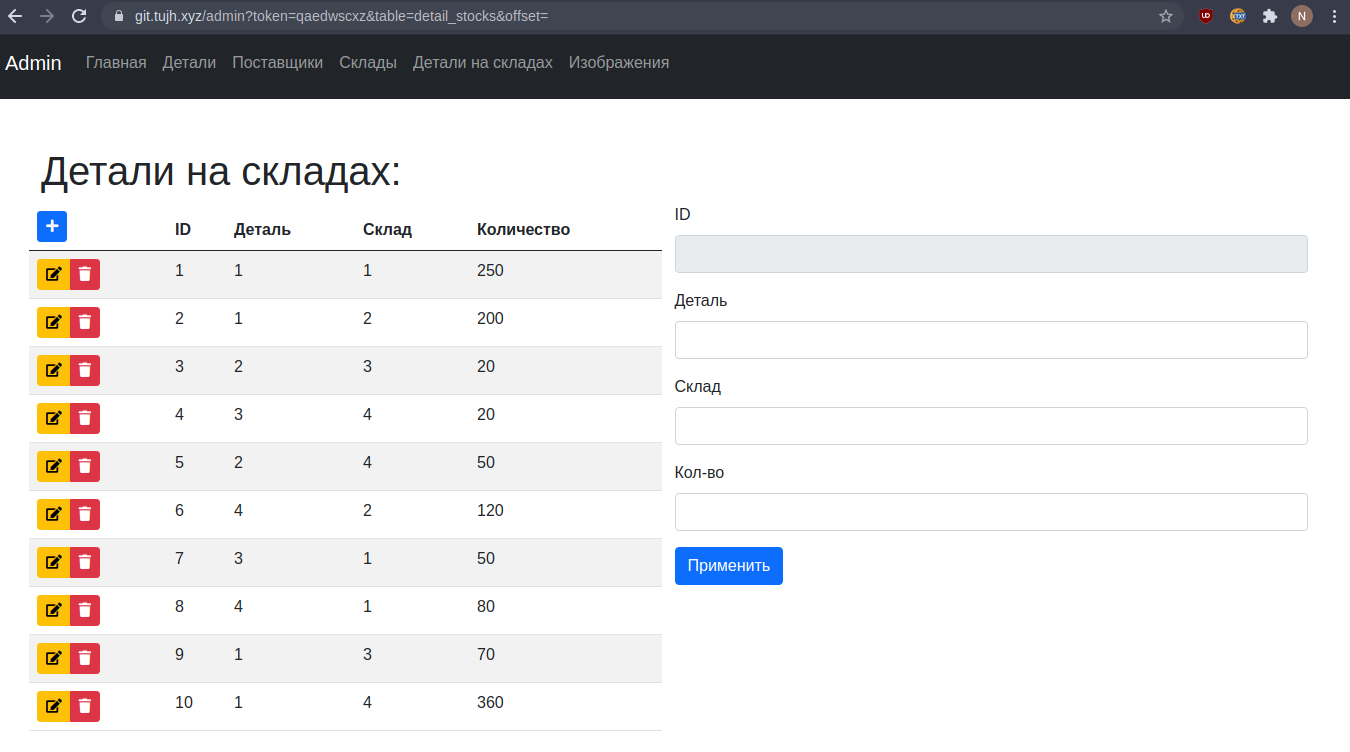 git.tujh.xyz/admin?token=qaedwscxz&table=detail_stocks&offset=
N
Admin Главная Детали Поставщики Склады Детали на складах Изображения
Детали на складах:
+ ID Деталь Склад Количество
1 1 1 250
2 1 2 200
3 2 3 20
4 3 4 20
5 2 4 50
6 4 2 120
7 3 1 50
8 4 1 80
9 1 3 70
10 1 4 360
ID
Деталь
Склад
Кол-во
Применить